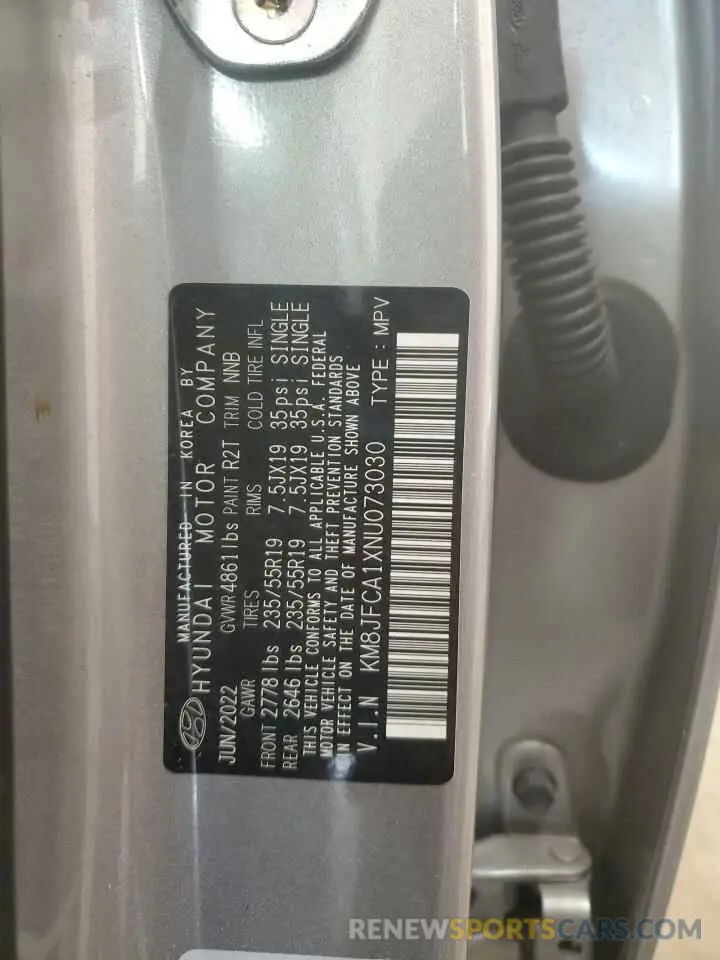 MANUFACTURED IN KOREA BY
HYUNDAI MOTOR COMPANY
JUN/2022 GVWR 4861 lbs PAINT R2T TRIM NNB
GAWR TIRES RIMS COLD TIRE INFL
FRONT 2778 lbs 235/55R19 7.5JX19 35psi SINGLE
REAR 2646 lbs 235/55R19 7.5JX19 35psi SINGLE
THIS VEHICLE CONFORMS TO ALL APPLICABLE U.S.A. FEDERAL
MOTOR VEHICLE SAFETY AND THEFT PREVENTION STANDARDS
IN EFFECT ON THE DATE OF MANUFACTURE SHOWN ABOVE
V.I.N KM8JFCA1XNU073030 TYPE : MPV
RENEWSPORTSCARS.COM